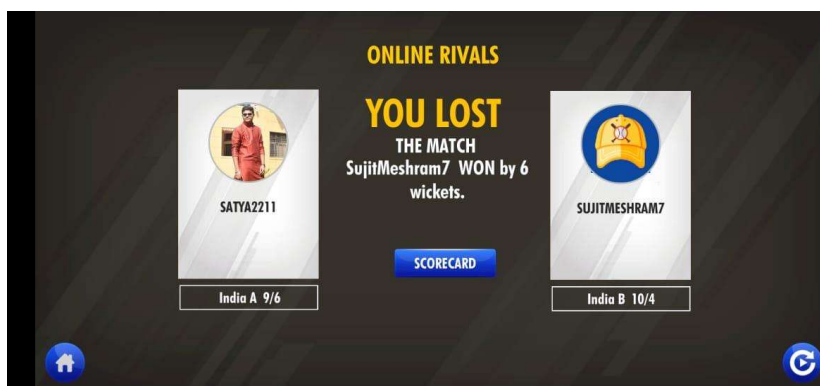 ONLINE RIVALS
YOU LOST
THE MATCH
SujitMeshram7 WON by 6
wickets.
SATYA2211
SUJITMESHRAM7
SCORECARD
India A 9/6
India B 10/4